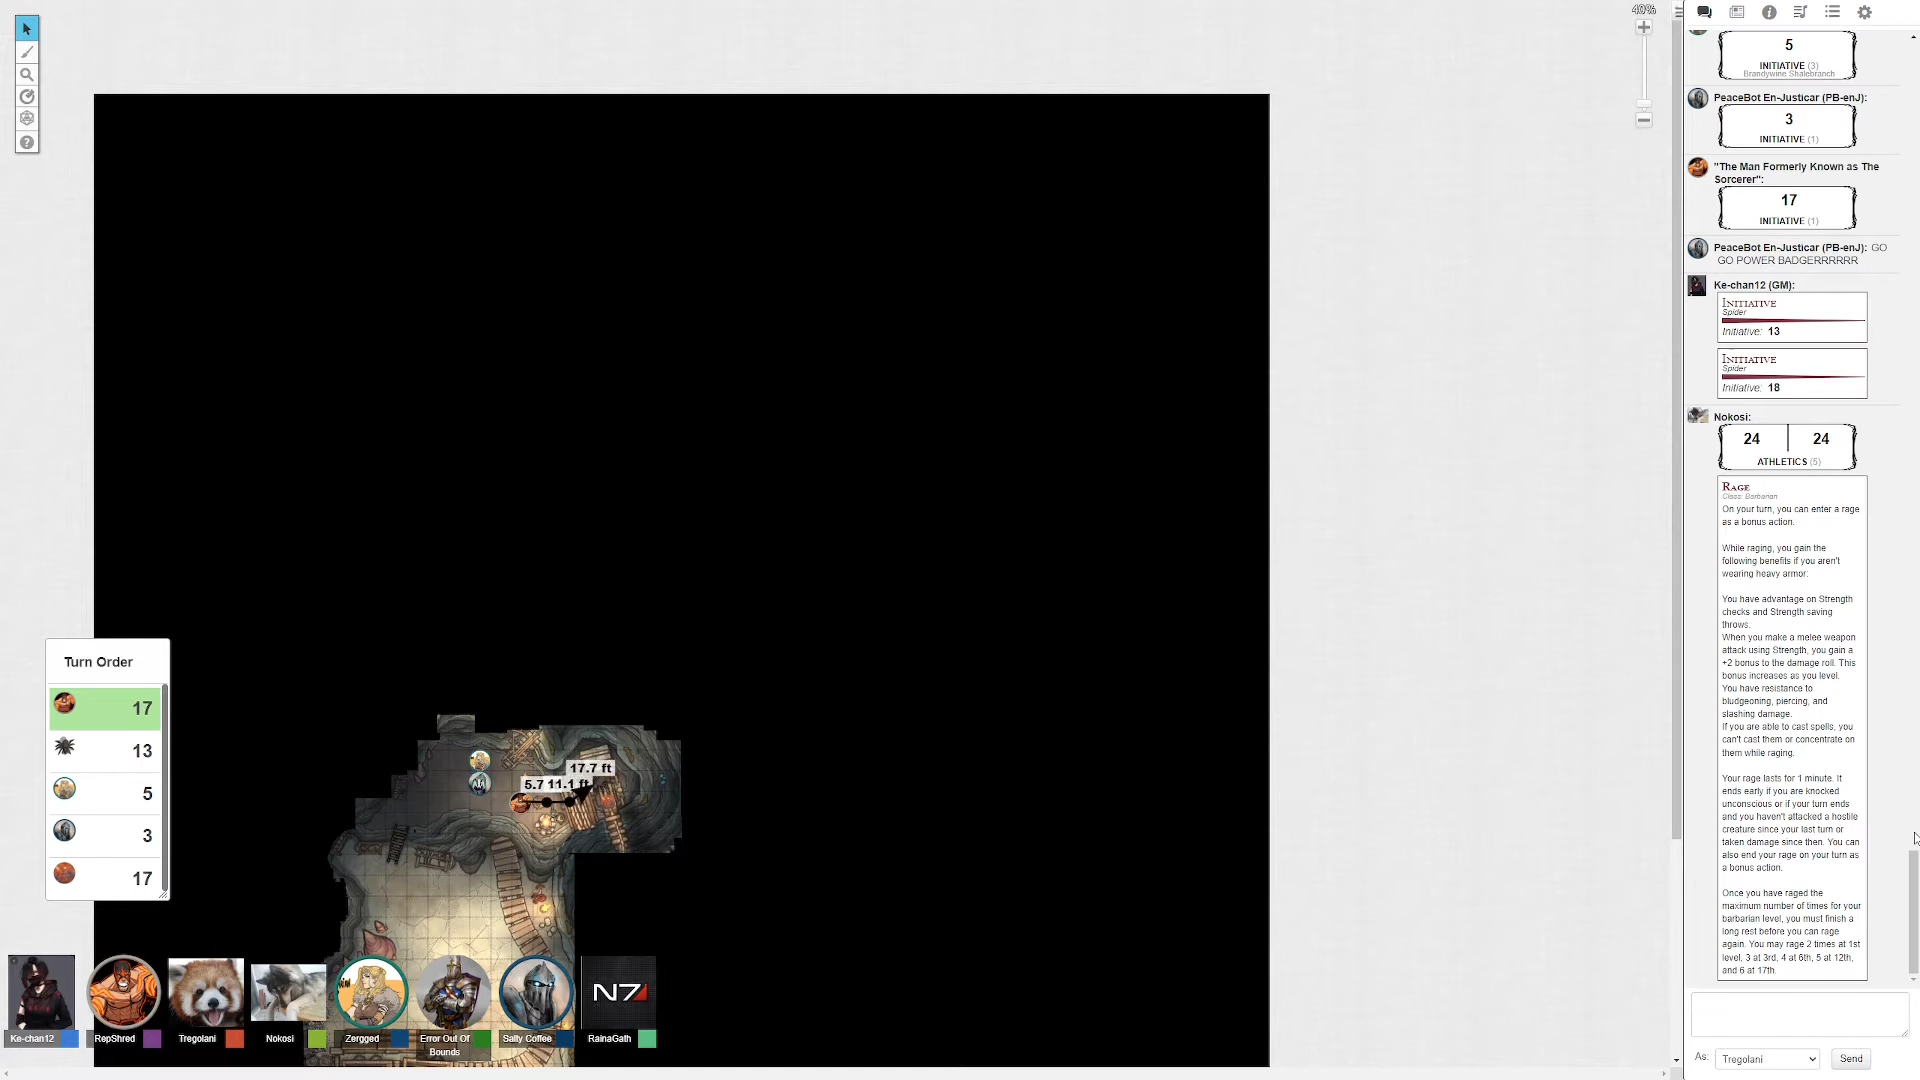 40%
5
INITIATIVE (3)
Brandywine Shalebranch
PeaceBot En-Justicar (PB-enJ):
3
INITIATIVE (1)
"The Man Formerly Known as The
Sorcerer":
17
INITIATIVE (1)
PeaceBot En-Justicar (PB-enJ): GO
GO POWER BADGERRRRRR
Ke-chan12 (GM):
INITIATIVE
Spider
Initiative: 13
INITIATIVE
Spider
Initiative: 18
Nokosi:
24 24
ATHLETICS (5)
RAGE
Class: Barbarian
On your turn, you can enter a rage
as a bonus action.
While raging, you gain the
following benefits if you aren't
wearing heavy armor:
You have advantage on Strength
checks and Strength saving
throws.
When you make a melee weapon
attack using Strength, you gain a
+2 bonus to the damage roll. This
bonus increases as you level.
You have resistance to
bludgeoning, piercing, and
slashing damage.
If you are able to cast spells, you
can't cast them or concentrate on
them while raging.
Your rage lasts for 1 minute. It
ends early if you are knocked
unconscious or if your turn ends
and you haven't attacked a hostile
creature since your last turn or
taken damage since then. You can
also end your rage on your turn as
a bonus action.
Once you have raged the
maximum number of times for your
barbarian level, you must finish a
long rest before you can rage
again. You may rage 2 times at 1st
level, 3 at 3rd, 4 at 6th, 5 at 12th,
and 6 at 17th.
As: Tregolani Send
Turn Order
17
13
5
3
17
17.7 ft
5.7 11.1 ft
N7
Ke-chan12
RepShred
Tregolani
Nokosi
Zergged
Error Out Of
Bounds
Salty Coffee
RainaGath